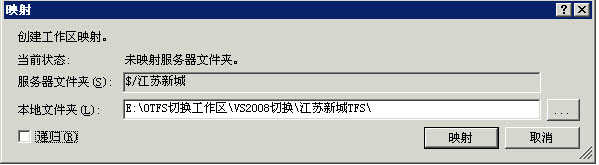 映射
创建工作区映射。
当前状态: 未映射服务器文件夹。
服务器文件夹(S): $/江苏新城
本地文件夹(L): E:\OTFS切换工作区\VS2008切换\江苏新城TFS\ ...
递归(R) 映射 取消